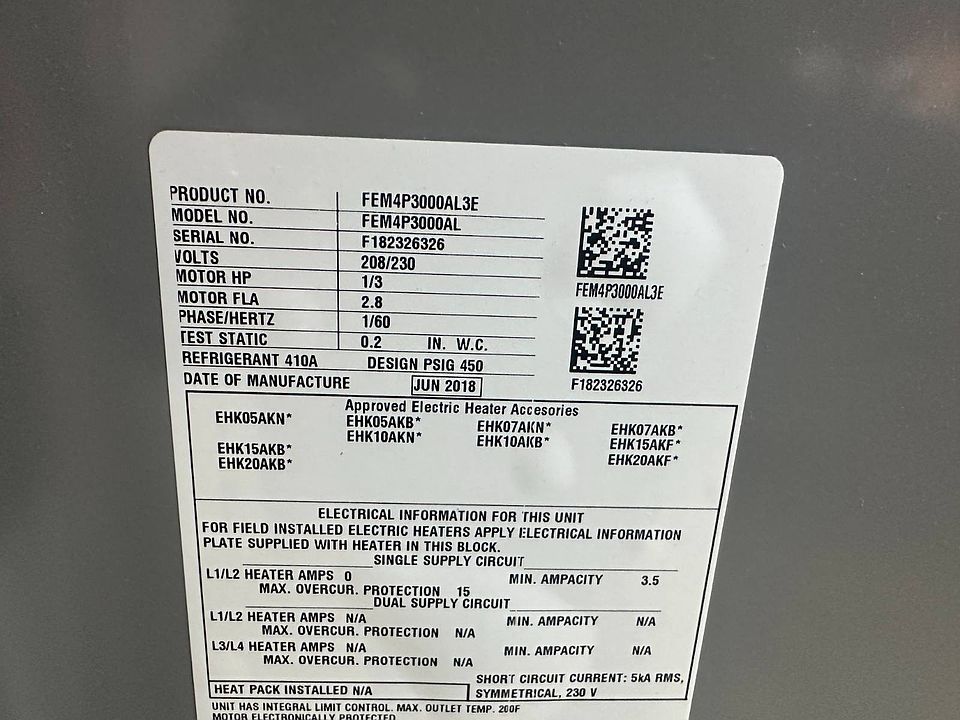 PRODUCT NO. FEM4P3000AL3E
MODEL NO. FEM4P3000AL
SERIAL NO. F182326326
VOLTS 208/230
MOTOR HP 1/3
MOTOR FLA 2.8
PHASE/HERTZ 1/60
TEST STATIC 0.2 IN. W.C.
REFRIGERANT 410A DESIGN PSIG 450
DATE OF MANUFACTURE JUN 2018
FEM4P3000AL3E
F182326326
Approved Electric Heater Accesories
EHK05AKN* EHK05AKB* EHK07AKN* EHK07AKB*
EHK10AKN* EHK10AKB* EHK15AKF*
EHK15AKB* EHK20AKF*
EHK20AKB*
ELECTRICAL INFORMATION FOR THIS UNIT
FOR FIELD INSTALLED ELECTRIC HEATERS APPLY ELECTRICAL INFORMATION
PLATE SUPPLIED WITH HEATER IN THIS BLOCK.
SINGLE SUPPLY CIRCUIT
L1/L2 HEATER AMPS 0 MIN. AMPACITY 3.5
MAX. OVERCUR. PROTECTION 15
DUAL SUPPLY CIRCUIT
L1/L2 HEATER AMPS N/A MIN. AMPACITY N/A
MAX. OVERCUR. PROTECTION N/A
L3/L4 HEATER AMPS N/A MIN. AMPACITY N/A
MAX. OVERCUR. PROTECTION N/A
SHORT CIRCUIT CURRENT: 5kA RMS,
HEAT PACK INSTALLED N/A SYMMETRICAL, 230 V
UNIT HAS INTEGRAL LIMIT CONTROL. MAX. OUTLET TEMP. 200F
MOTOR ELECTRONICALLY PROTECTED